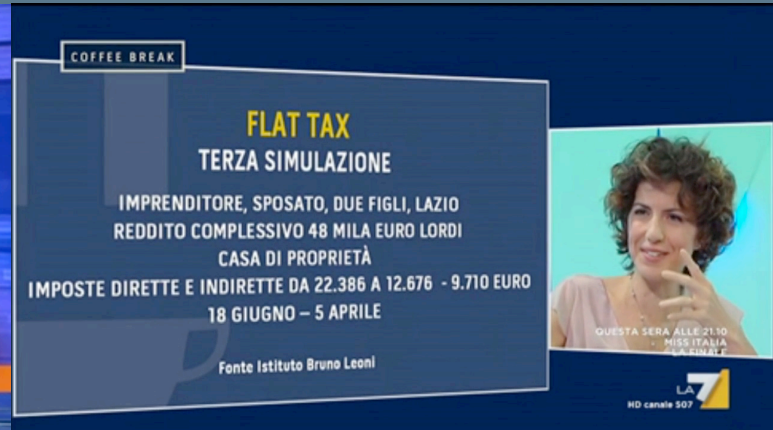 COFFEE BREAK
FLAT TAX
TERZA SIMULAZIONE
IMPRENDITORE, SPOSATO, DUE FIGLI, LAZIO
REDDITO COMPLESSIVO 48 MILA EURO LORDI
CASA DI PROPRIETÀ
IMPOSTE DIRETTE E INDIRETTE DA 22.386 A 12.676 - 9.710 EURO
18 GIUGNO – 5 APRILE
Fonte Istituto Bruno Leoni
QUESTA SERA ALLE 21.10
MISS ITALIA
LA FINALE
LA7
HD canale 507